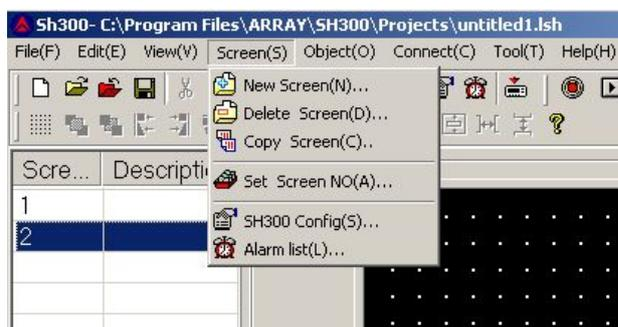 Sh300- C:\Program Files\ARRAY\SH300\Projects\untitled1.lsh
File(F) Edit(E) View(V) Screen(S) Object(O) Connect(C) Tool(T) Help(H)
New Screen(N)...
Delete Screen(D)...
Copy Screen(C)..
Set Screen NO(A)...
SH300 Config(S)...
Alarm list(L)...
Scre... Descripti
1
2